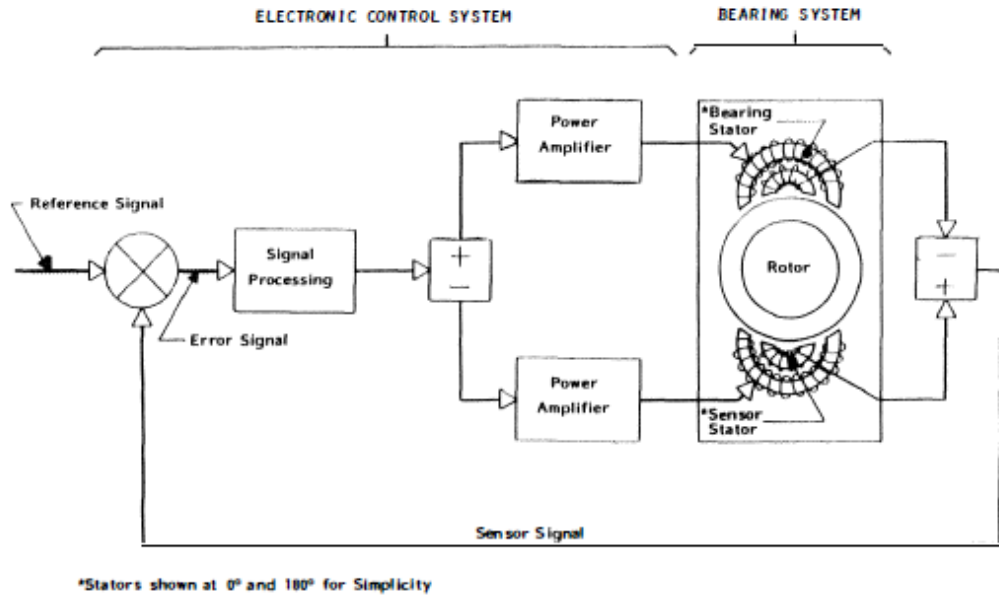 ELECTRONIC CONTROL SYSTEM
BEARING SYSTEM
Power
Amplifier
*Bearing
Stator
Reference Signal
Signal
Processing
+
−
Rotor
−
+
Error Signal
Power
Amplifier
*Sensor
Stator
Sensor Signal
*Stators shown at 0° and 180° for Simplicity